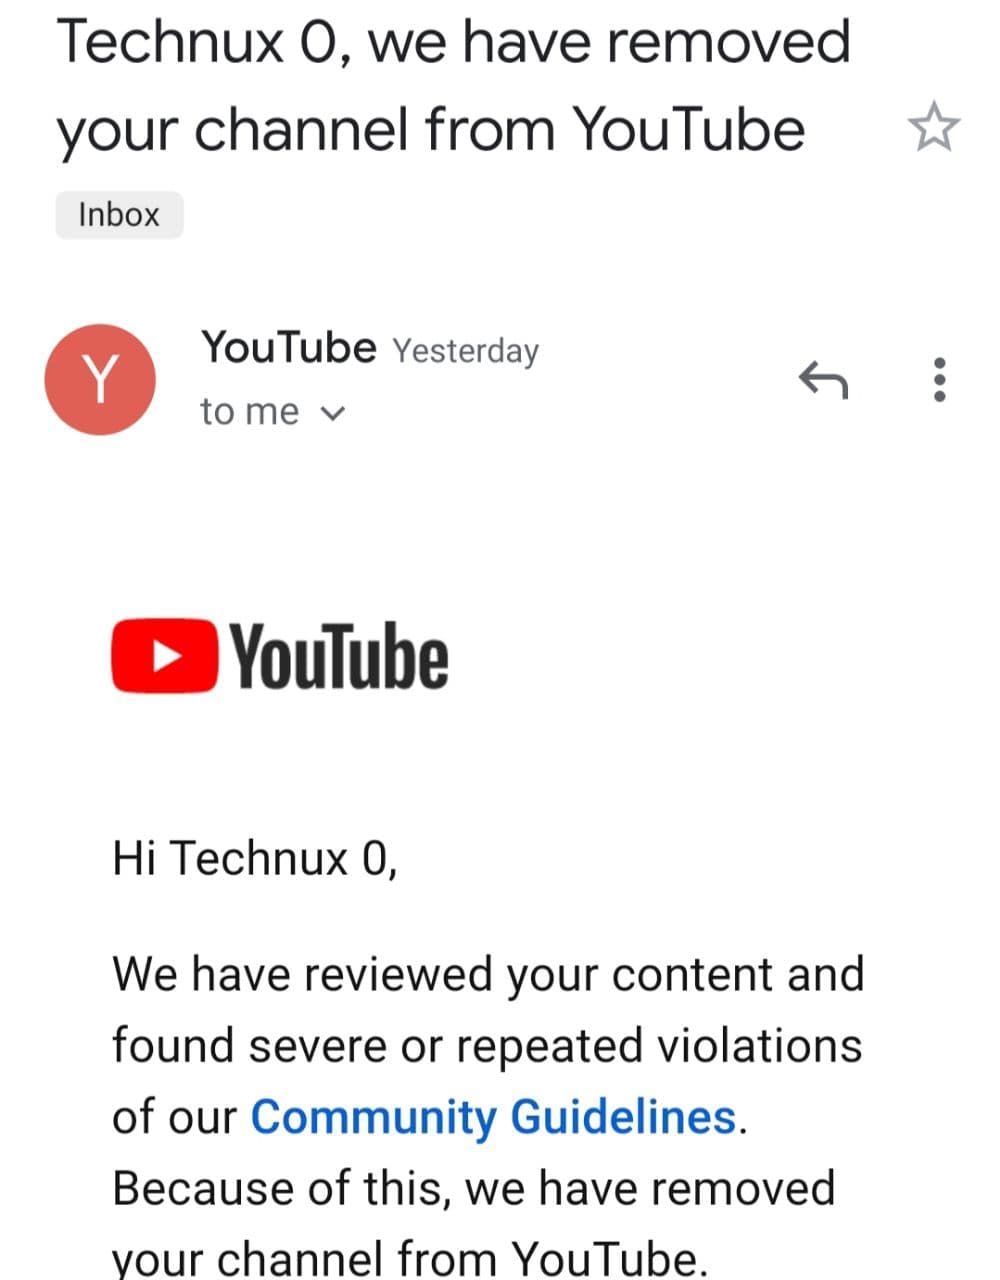 Technux 0, we have removed
your channel from YouTube
Inbox
Y
YouTube Yesterday
to me
YouTube
Hi Technux 0,
We have reviewed your content and
found severe or repeated violations
of our Community Guidelines.
Because of this, we have removed
your channel from YouTube.